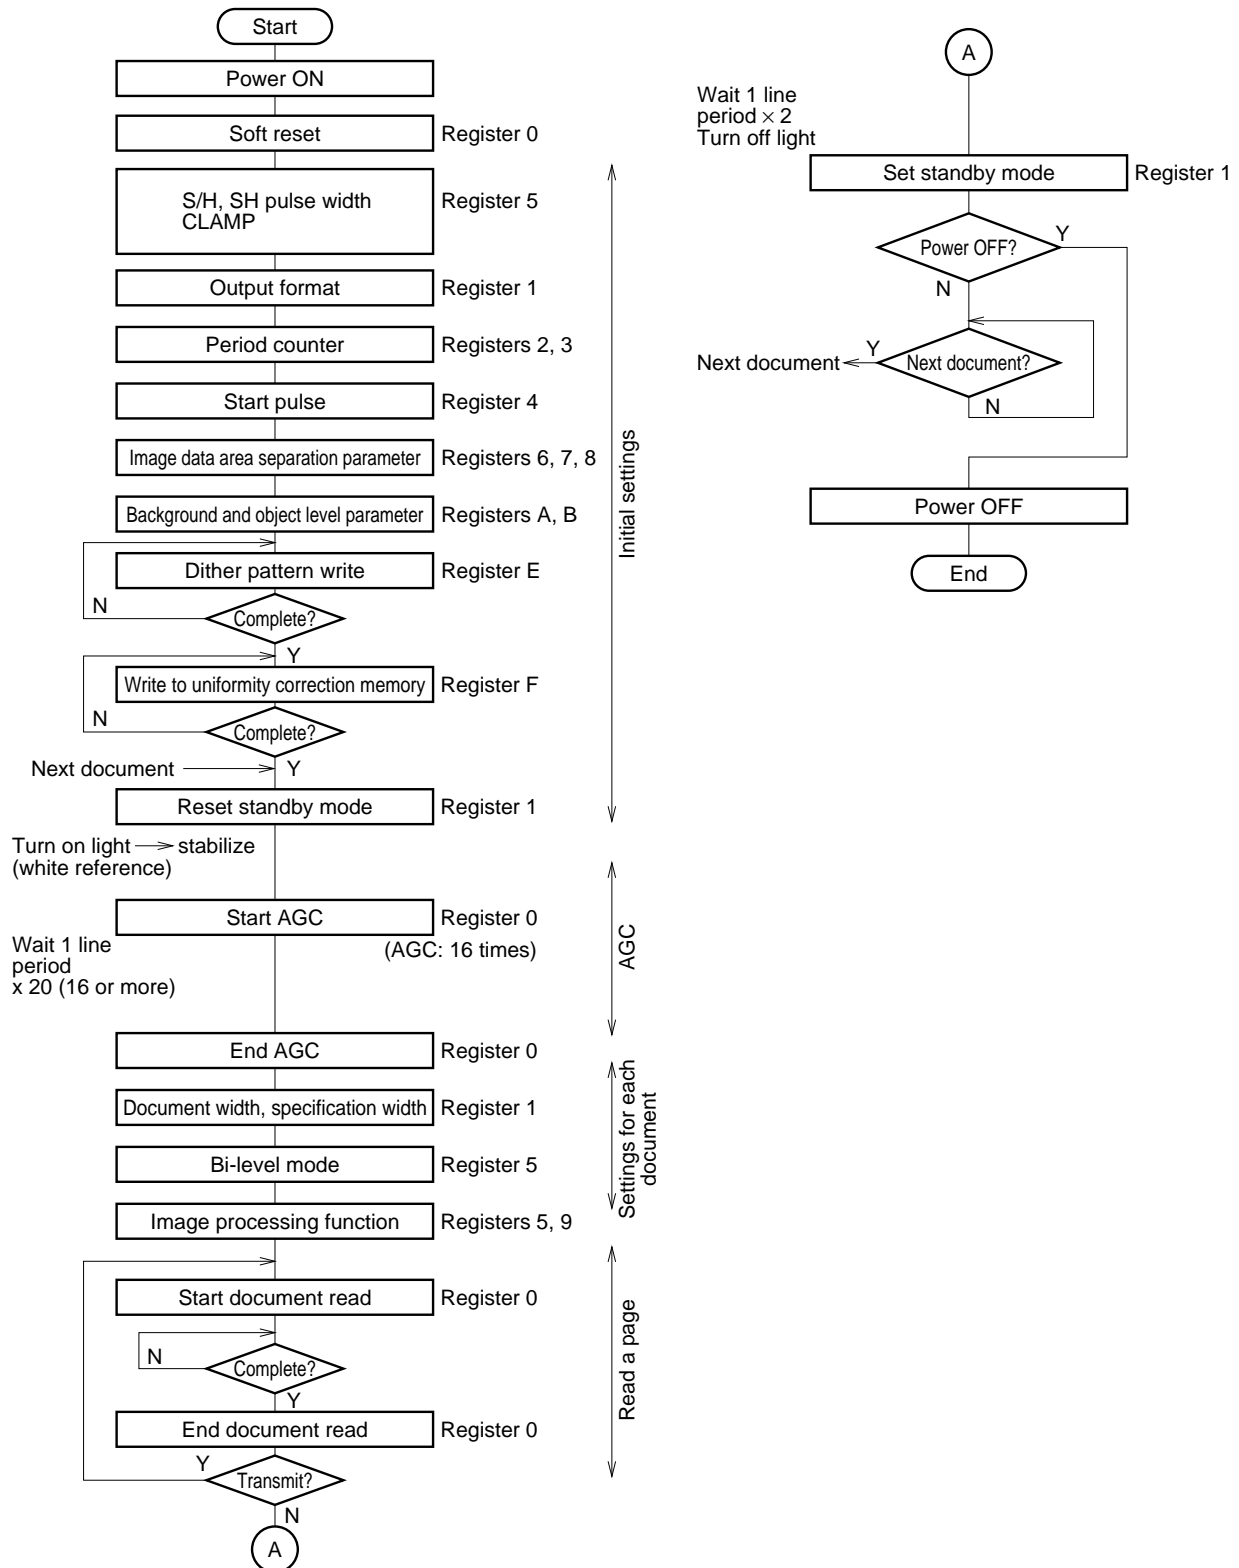 Start
Power ON
Soft reset
Register 0
S/H, SH pulse width
CLAMP
Register 5
Output format
Register 1
Period counter
Registers 2, 3
Start pulse
Register 4
Image data area separation parameter
Registers 6, 7, 8
Background and object level parameter
Registers A, B
Dither pattern write
Register E
N
Complete?
Y
Write to uniformity correction memory
Register F
N
Complete?
Next document
Y
Reset standby mode
Register 1
Initial settings
Turn on light
stabilize
(white reference)
Start AGC
Register 0
(AGC: 16 times)
Wait 1 line
period
x 20 (16 or more)
AGC
End AGC
Register 0
Document width, specification width
Register 1
Bi-level mode
Register 5
Image processing function
Registers 5, 9
Settings for each
document
Start document read
Register 0
N
Complete?
Y
End document read
Register 0
Y
Transmit?
N
Read a page
A
A
Wait 1 line
period × 2
Turn off light
Set standby mode
Register 1
Power OFF?
Y
N
Next document
Y
Next document?
N
Power OFF
End